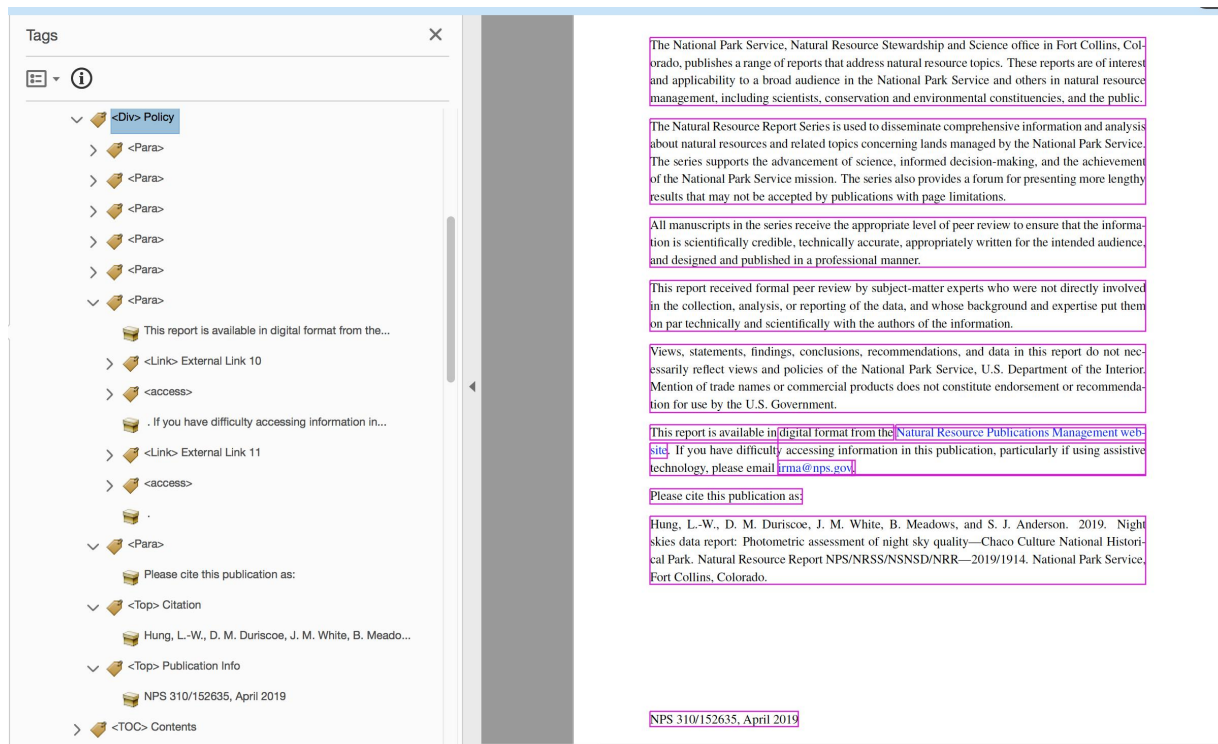 Tags
<Div> Policy
<Para>
<Para>
<Para>
<Para>
<Para>
<Para>
This report is available in digital format from the...
<Link> External Link 10
<access>
. If you have difficulty accessing information in...
<Link> External Link 11
<access>
.
<Para>
Please cite this publication as:
<Top> Citation
Hung, L.-W., D. M. Duriscoe, J. M. White, B. Meado...
<Top> Publication Info
NPS 310/152635, April 2019
<TOC> Contents
The National Park Service, Natural Resource Stewardship and Science office in Fort Collins, Col-
orado, publishes a range of reports that address natural resource topics. These reports are of interest
and applicability to a broad audience in the National Park Service and others in natural resource
management, including scientists, conservation and environmental constituencies, and the public.
The Natural Resource Report Series is used to disseminate comprehensive information and analysis
about natural resources and related topics concerning lands managed by the National Park Service.
The series supports the advancement of science, informed decision-making, and the achievement
of the National Park Service mission. The series also provides a forum for presenting more lengthy
results that may not be accepted by publications with page limitations.
All manuscripts in the series receive the appropriate level of peer review to ensure that the informa-
tion is scientifically credible, technically accurate, appropriately written for the intended audience,
and designed and published in a professional manner.
This report received formal peer review by subject-matter experts who were not directly involved
in the collection, analysis, or reporting of the data, and whose background and expertise put them
on par technically and scientifically with the authors of the information.
Views, statements, findings, conclusions, recommendations, and data in this report do not nec-
essarily reflect views and policies of the National Park Service, U.S. Department of the Interior.
Mention of trade names or commercial products does not constitute endorsement or recommenda-
tion for use by the U.S. Government.
This report is available in digital format from the Natural Resource Publications Management web-
site. If you have difficulty accessing information in this publication, particularly if using assistive
technology, please email irma@nps.gov.
Please cite this publication as:
Hung, L.-W., D. M. Duriscoe, J. M. White, B. Meadows, and S. J. Anderson. 2019. Night
skies data report: Photometric assessment of night sky quality—Chaco Culture National Histori-
cal Park. Natural Resource Report NPS/NRSS/NSNSD/NRR—2019/1914. National Park Service,
Fort Collins, Colorado.
NPS 310/152635, April 2019